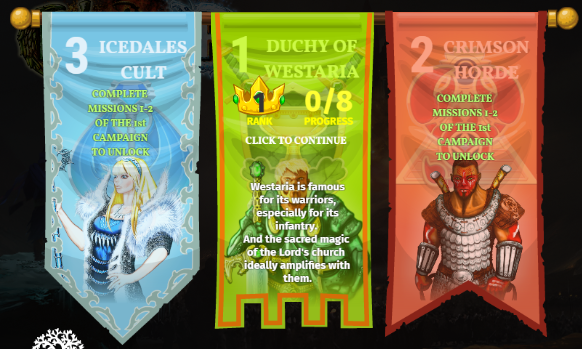 3 ICEDALES
CULT
COMPLETE
MISSIONS 1-2
OF THE 1st
CAMPAIGN
TO UNLOCK
1 DUCHY OF
WESTARIA
1
RANK
0/8
PROGRESS
CLICK TO CONTINUE
Westaria is famous
for its warriors,
especially for its
infantry.
And the sacred magic
of the Lord's church
ideally amplifies with
them.
2 CRIMSON
HORDE
COMPLETE
MISSIONS 1-2
OF THE 1st
CAMPAIGN
TO UNLOCK